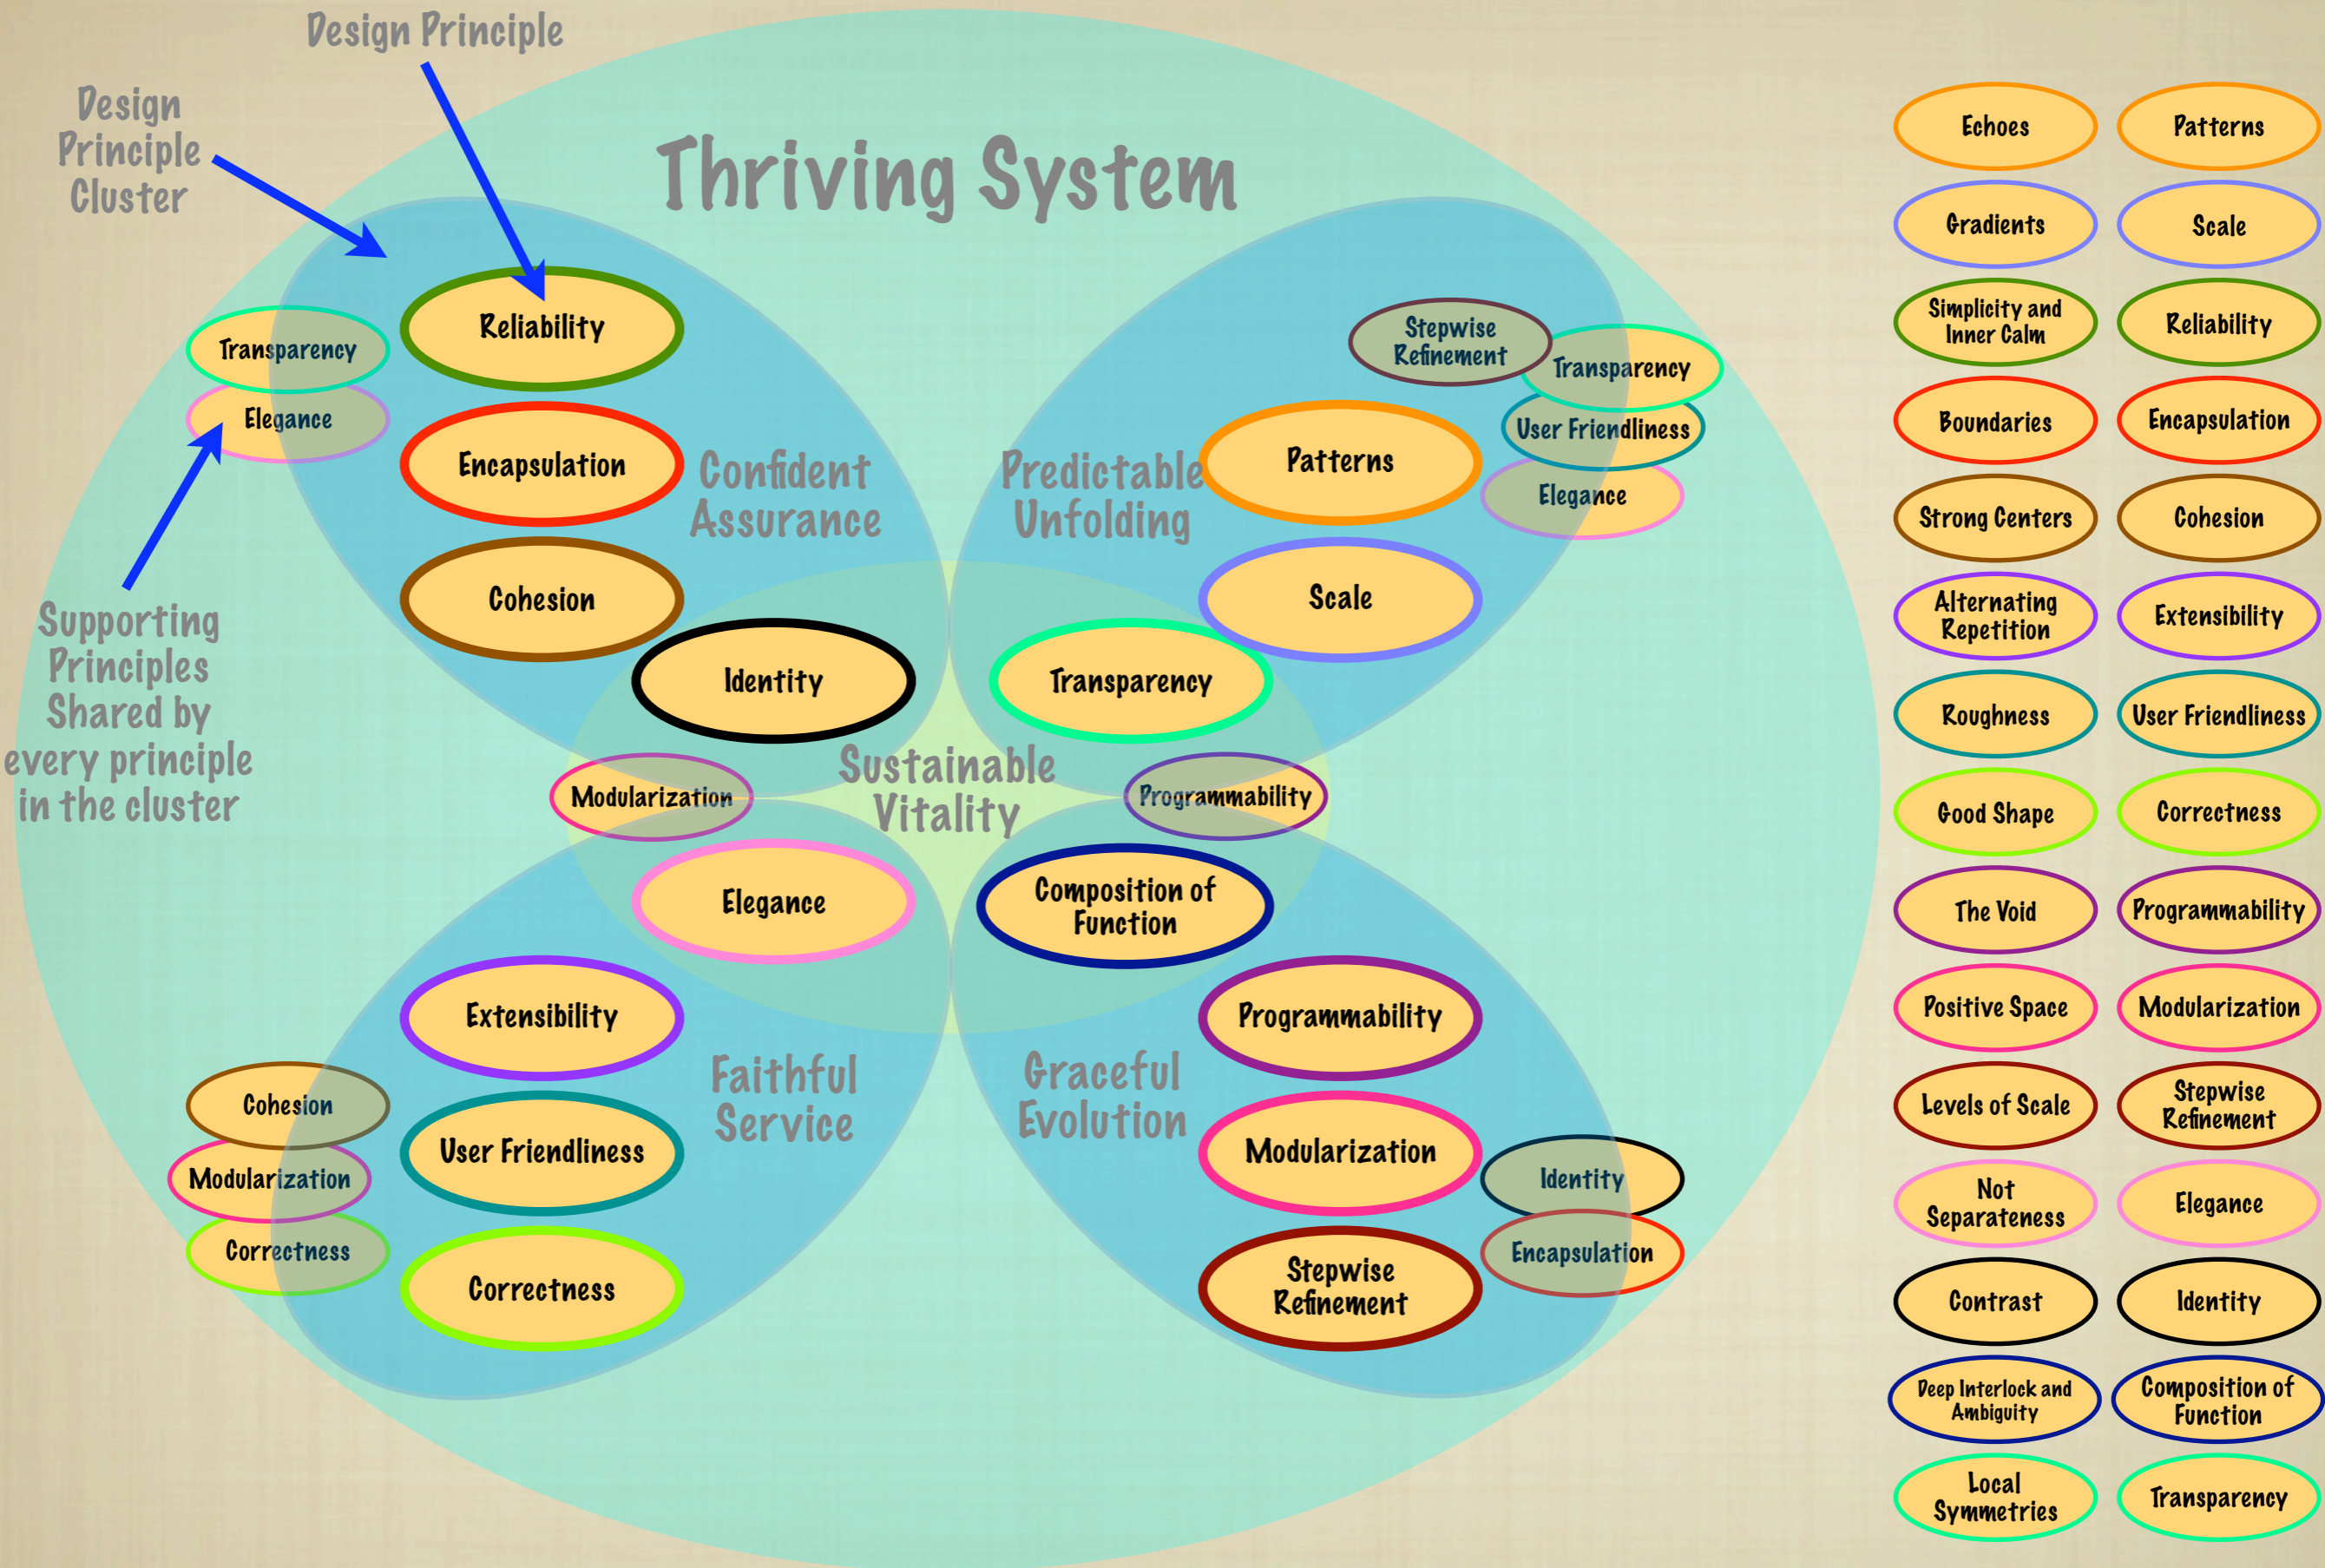 Design Principle
Design
Principle
Cluster
Thriving System
Reliability
Transparency
Elegance
Encapsulation
Cohesion
Confident
Assurance
Identity
Supporting
Principles
Shared by
every principle
in the cluster
Predictable
Unfolding
Stepwise
Refinement
Transparency
User Friendliness
Elegance
Patterns
Scale
Transparency
Modularization
Sustainable
Vitality
Programmability
Elegance
Composition of
Function
Extensibility
User Friendliness
Correctness
Faithful
Service
Cohesion
Modularization
Correctness
Graceful
Evolution
Programmability
Modularization
Stepwise
Refinement
Identity
Encapsulation
Echoes
Patterns
Gradients
Scale
Simplicity and
Inner Calm
Reliability
Boundaries
Encapsulation
Strong Centers
Cohesion
Alternating
Repetition
Extensibility
Roughness
User Friendliness
Good Shape
Correctness
The Void
Programmability
Positive Space
Modularization
Levels of Scale
Stepwise
Refinement
Not
Separateness
Elegance
Contrast
Identity
Deep Interlock and
Ambiguity
Composition of
Function
Local
Symmetries
Transparency